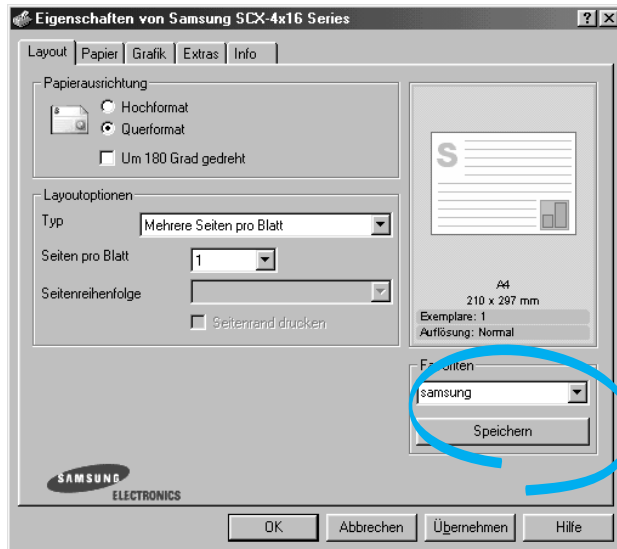 Eigenschaften von Samsung SCX-4x16 Series
Layout Papier Grafik Extras Info
Papierausrichtung
S
Hochformat
Querformat
Um 180 Grad gedreht
Layoutoptionen
Typ Mehrere Seiten pro Blatt
Seiten pro Blatt 1
Seitenreihenfolge
Seitenrand drucken
S
A4
210 x 297 mm
Exemplare: 1
Auflösung: Normal
Favoriten
samsung
Speichern
SAMSUNG
ELECTRONICS
OK Abbrechen Übernehmen Hilfe